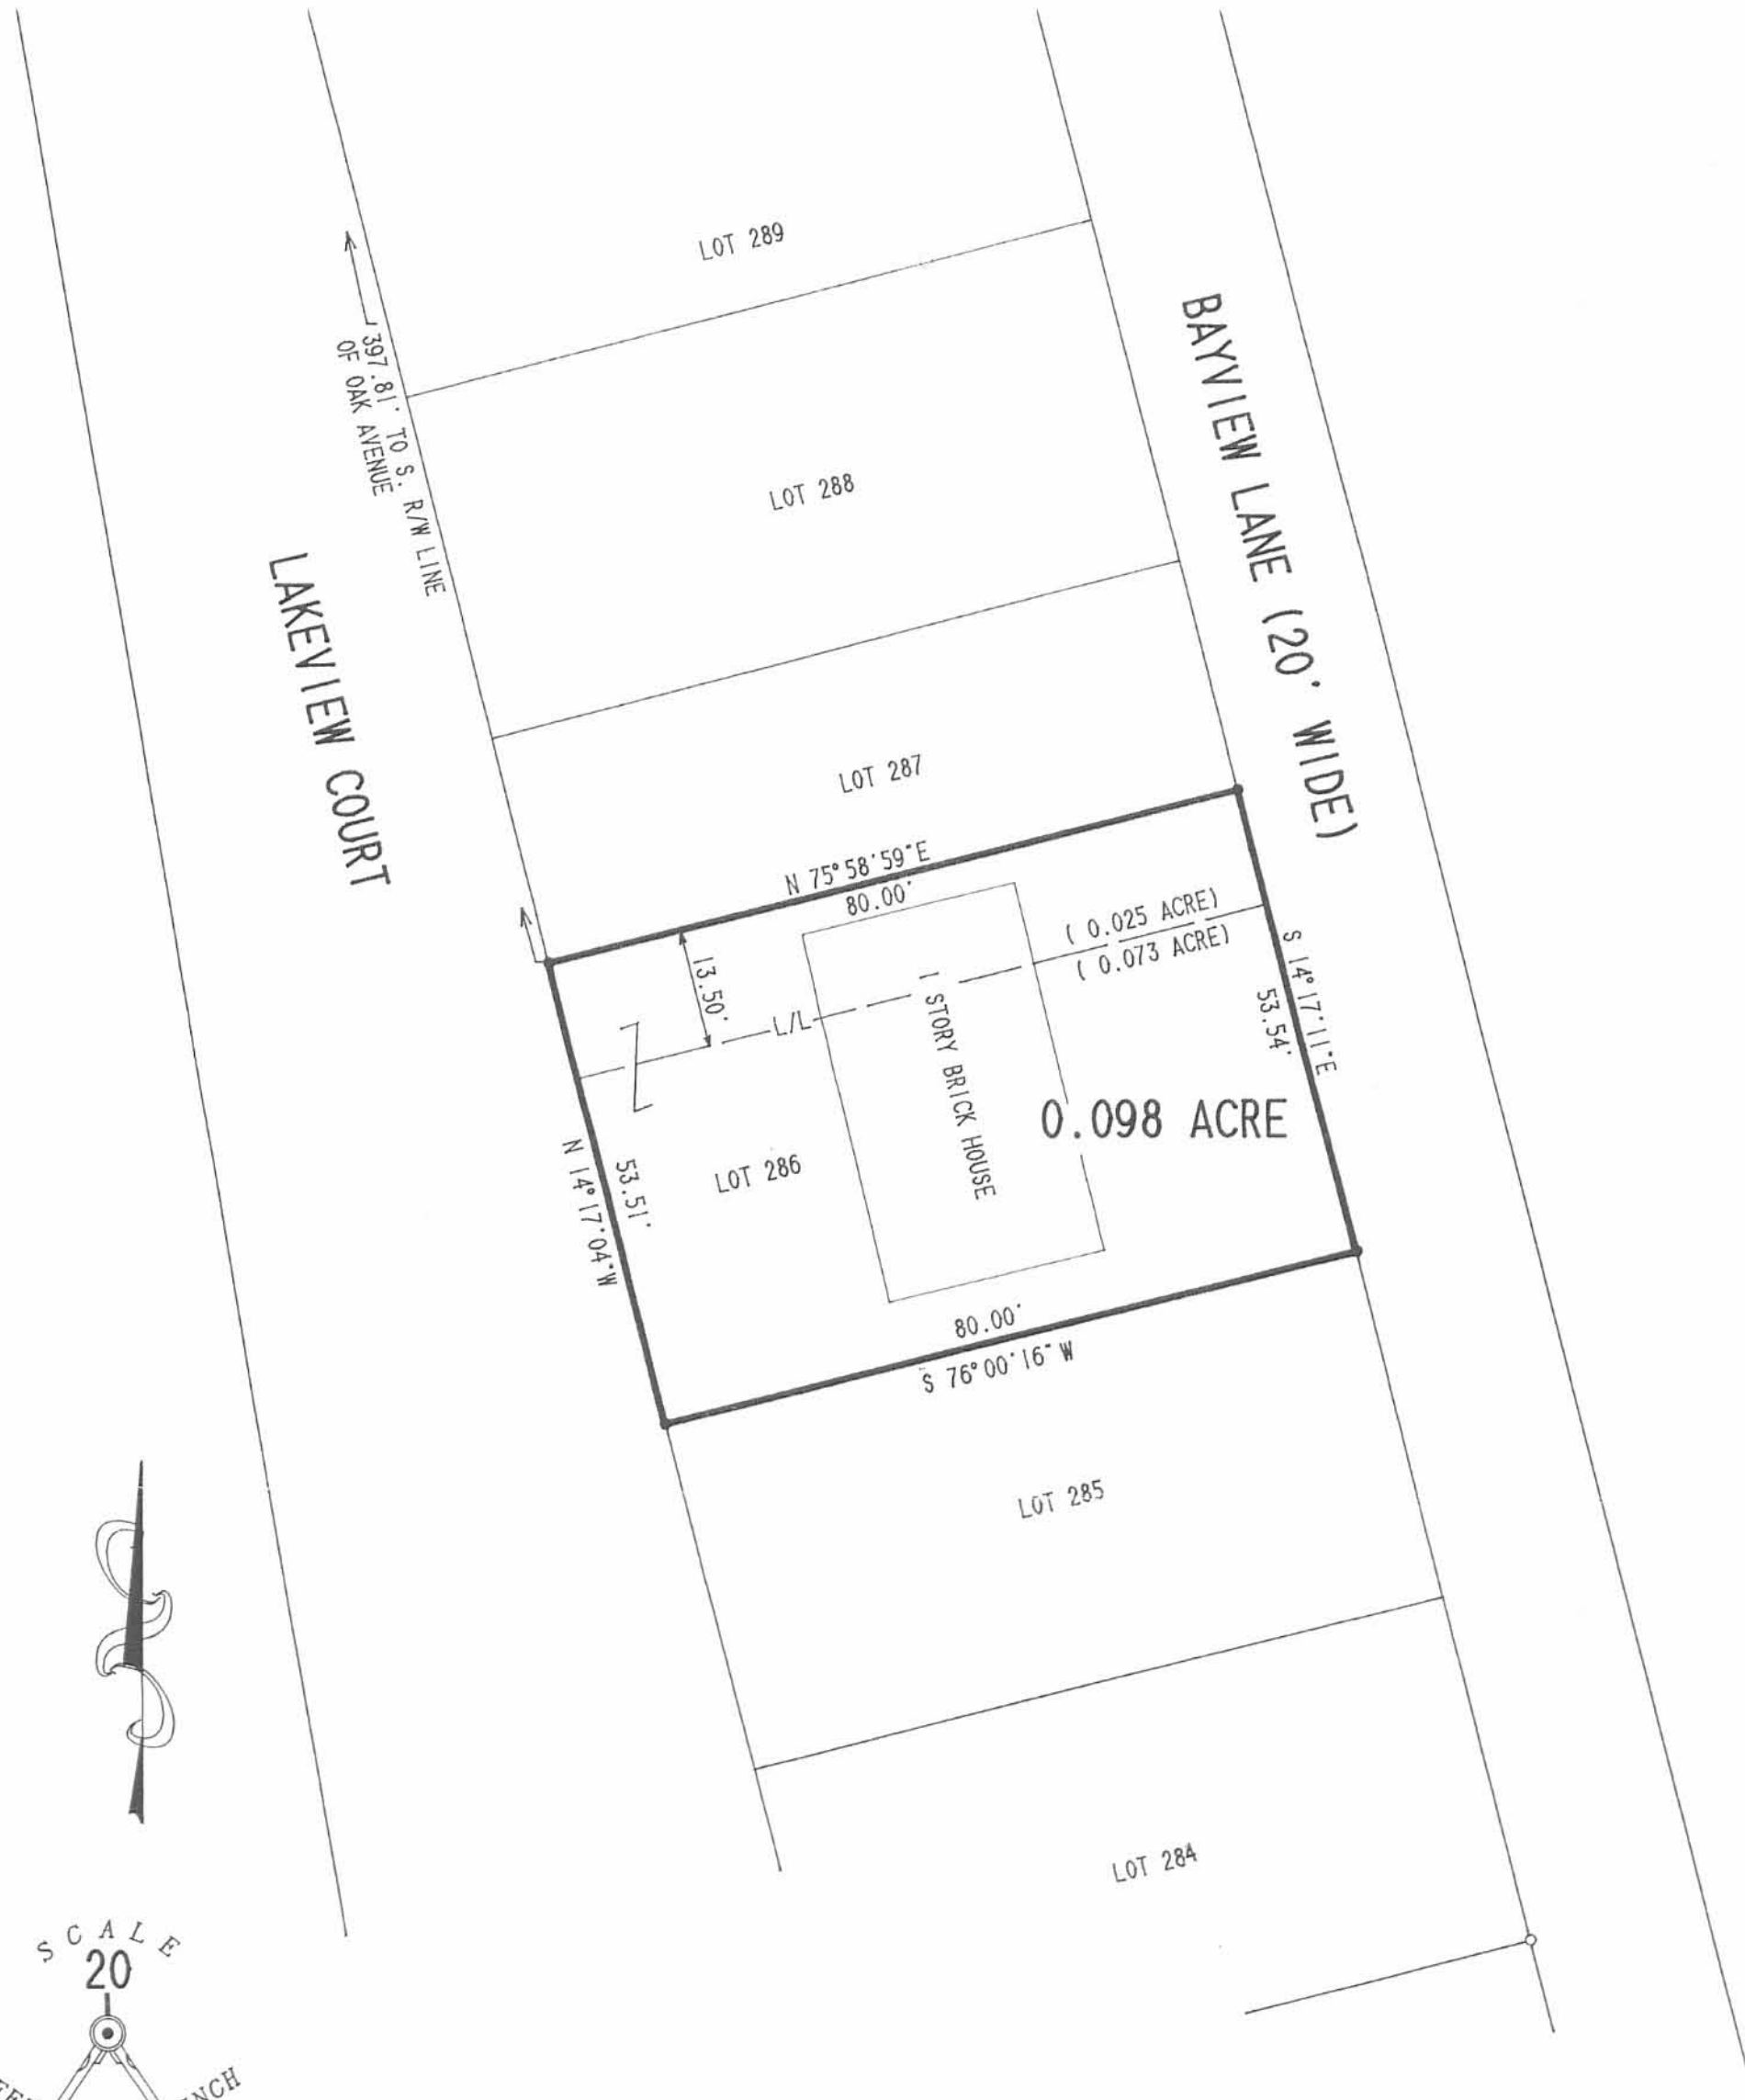 LOT 289
397.81' TO S. R/W LINE
OF OAK AVENUE
BAYVIEW LANE (20' WIDE)
LOT 288
LAKEVIEW COURT
LOT 287
N 75°58'59"E
80.00'
( 0.025 ACRE)
( 0.073 ACRE)
13.50'
L/L
1 STORY BRICK HOUSE
S 14°17'11"E
53.54'
0.098 ACRE
LOT 286
N 14°17'04"W
53.51'
80.00'
S 76°00'16" W
LOT 285
LOT 284
SCALE
20